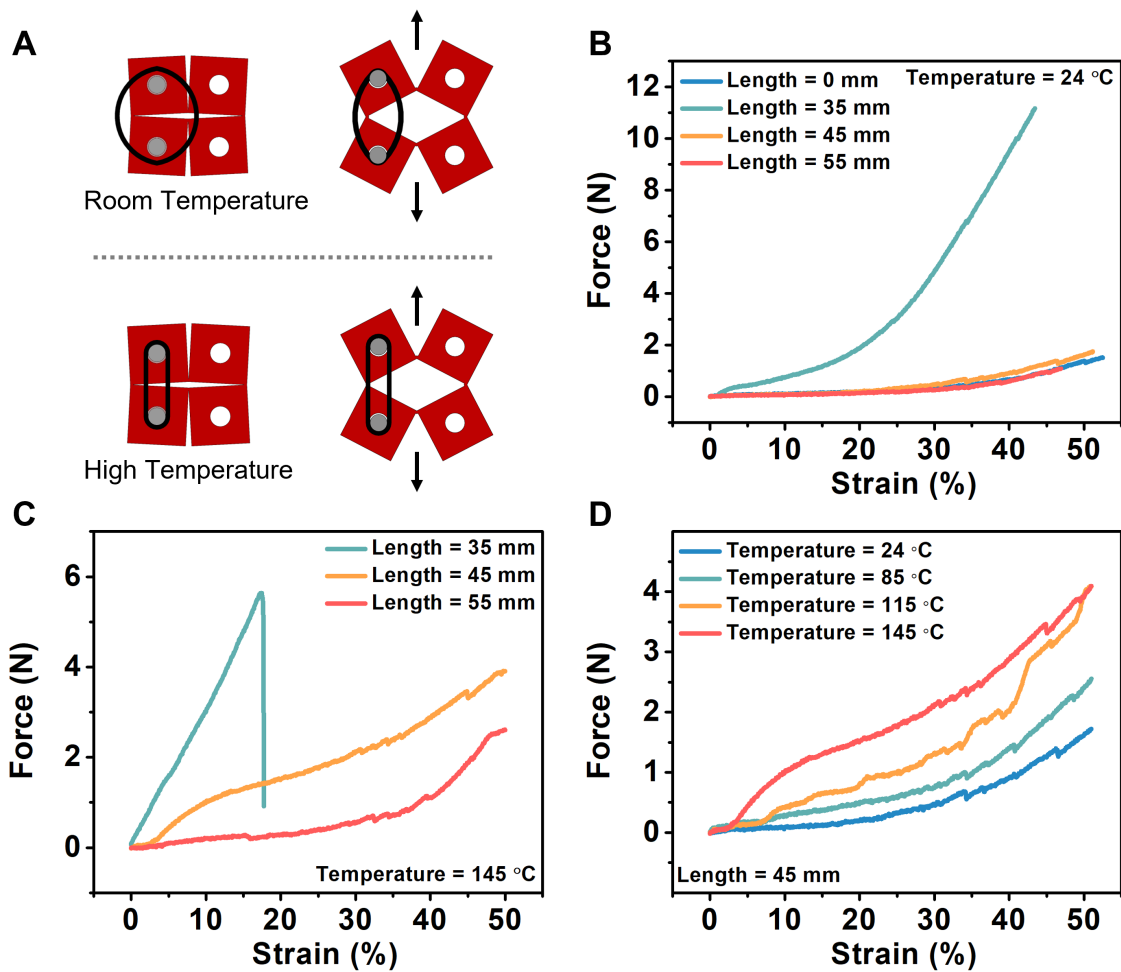 A
Room Temperature
High Temperature
B
Length = 0 mm
Length = 35 mm
Length = 45 mm
Length = 55 mm
Temperature = 24 °C
Force (N)
12
10
8
6
4
2
0
0 10 20 30 40 50
Strain (%)
C
Length = 35 mm
Length = 45 mm
Length = 55 mm
Temperature = 145 °C
Force (N)
6
4
2
0
0 10 20 30 40 50
Strain (%)
D
Temperature = 24 °C
Temperature = 85 °C
Temperature = 115 °C
Temperature = 145 °C
Length = 45 mm
Force (N)
4
3
2
1
0
0 10 20 30 40 50
Strain (%)